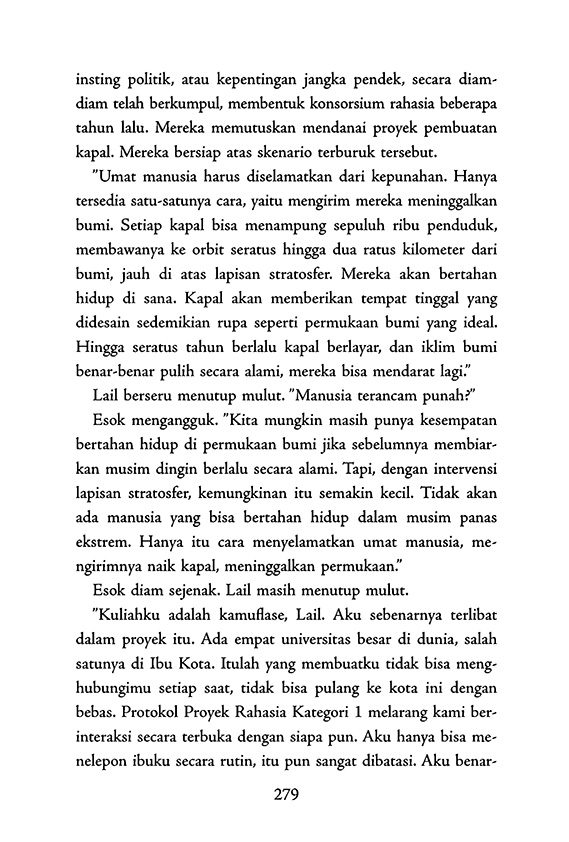 insting politik, atau kepentingan jangka pendek, secara diam-
diam telah berkumpul, membentuk konsorsium rahasia beberapa
tahun lalu. Mereka memutuskan mendanai proyek pembuatan
kapal. Mereka bersiap atas skenario terburuk tersebut.
”Umat manusia harus diselamatkan dari kepunahan. Hanya
tersedia satu-satunya cara, yaitu mengirim mereka meninggalkan
bumi. Setiap kapal bisa menampung sepuluh ribu penduduk,
membawanya ke orbit seratus hingga dua ratus kilometer dari
bumi, jauh di atas lapisan stratosfer. Mereka akan bertahan
hidup di sana. Kapal akan memberikan tempat tinggal yang
didesain sedemikian rupa seperti permukaan bumi yang ideal.
Hingga seratus tahun berlalu kapal berlayar, dan iklim bumi
benar-benar pulih secara alami, mereka bisa mendarat lagi.”
Lail berseru menutup mulut. ”Manusia terancam punah?”
Esok mengangguk. ”Kita mungkin masih punya kesempatan
bertahan hidup di permukaan bumi jika sebelumnya membiar-
kan musim dingin berlalu secara alami. Tapi, dengan intervensi
lapisan stratosfer, kemungkinan itu semakin kecil. Tidak akan
ada manusia yang bisa bertahan hidup dalam musim panas
ekstrem. Hanya itu cara menyelamatkan umat manusia, me-
ngirimnya naik kapal, meninggalkan permukaan.”
Esok diam sejenak. Lail masih menutup mulut.
”Kuliahku adalah kamuflase, Lail. Aku sebenarnya terlibat
dalam proyek itu. Ada empat universitas besar di dunia, salah
satunya di Ibu Kota. Itulah yang membuatku tidak bisa meng-
hubungimu setiap saat, tidak bisa pulang ke kota ini dengan
bebas. Protokol Proyek Rahasia Kategori 1 melarang kami ber-
interaksi secara terbuka dengan siapa pun. Aku hanya bisa me-
nelepon ibuku secara rutin, itu pun sangat dibatasi. Aku benar-
279